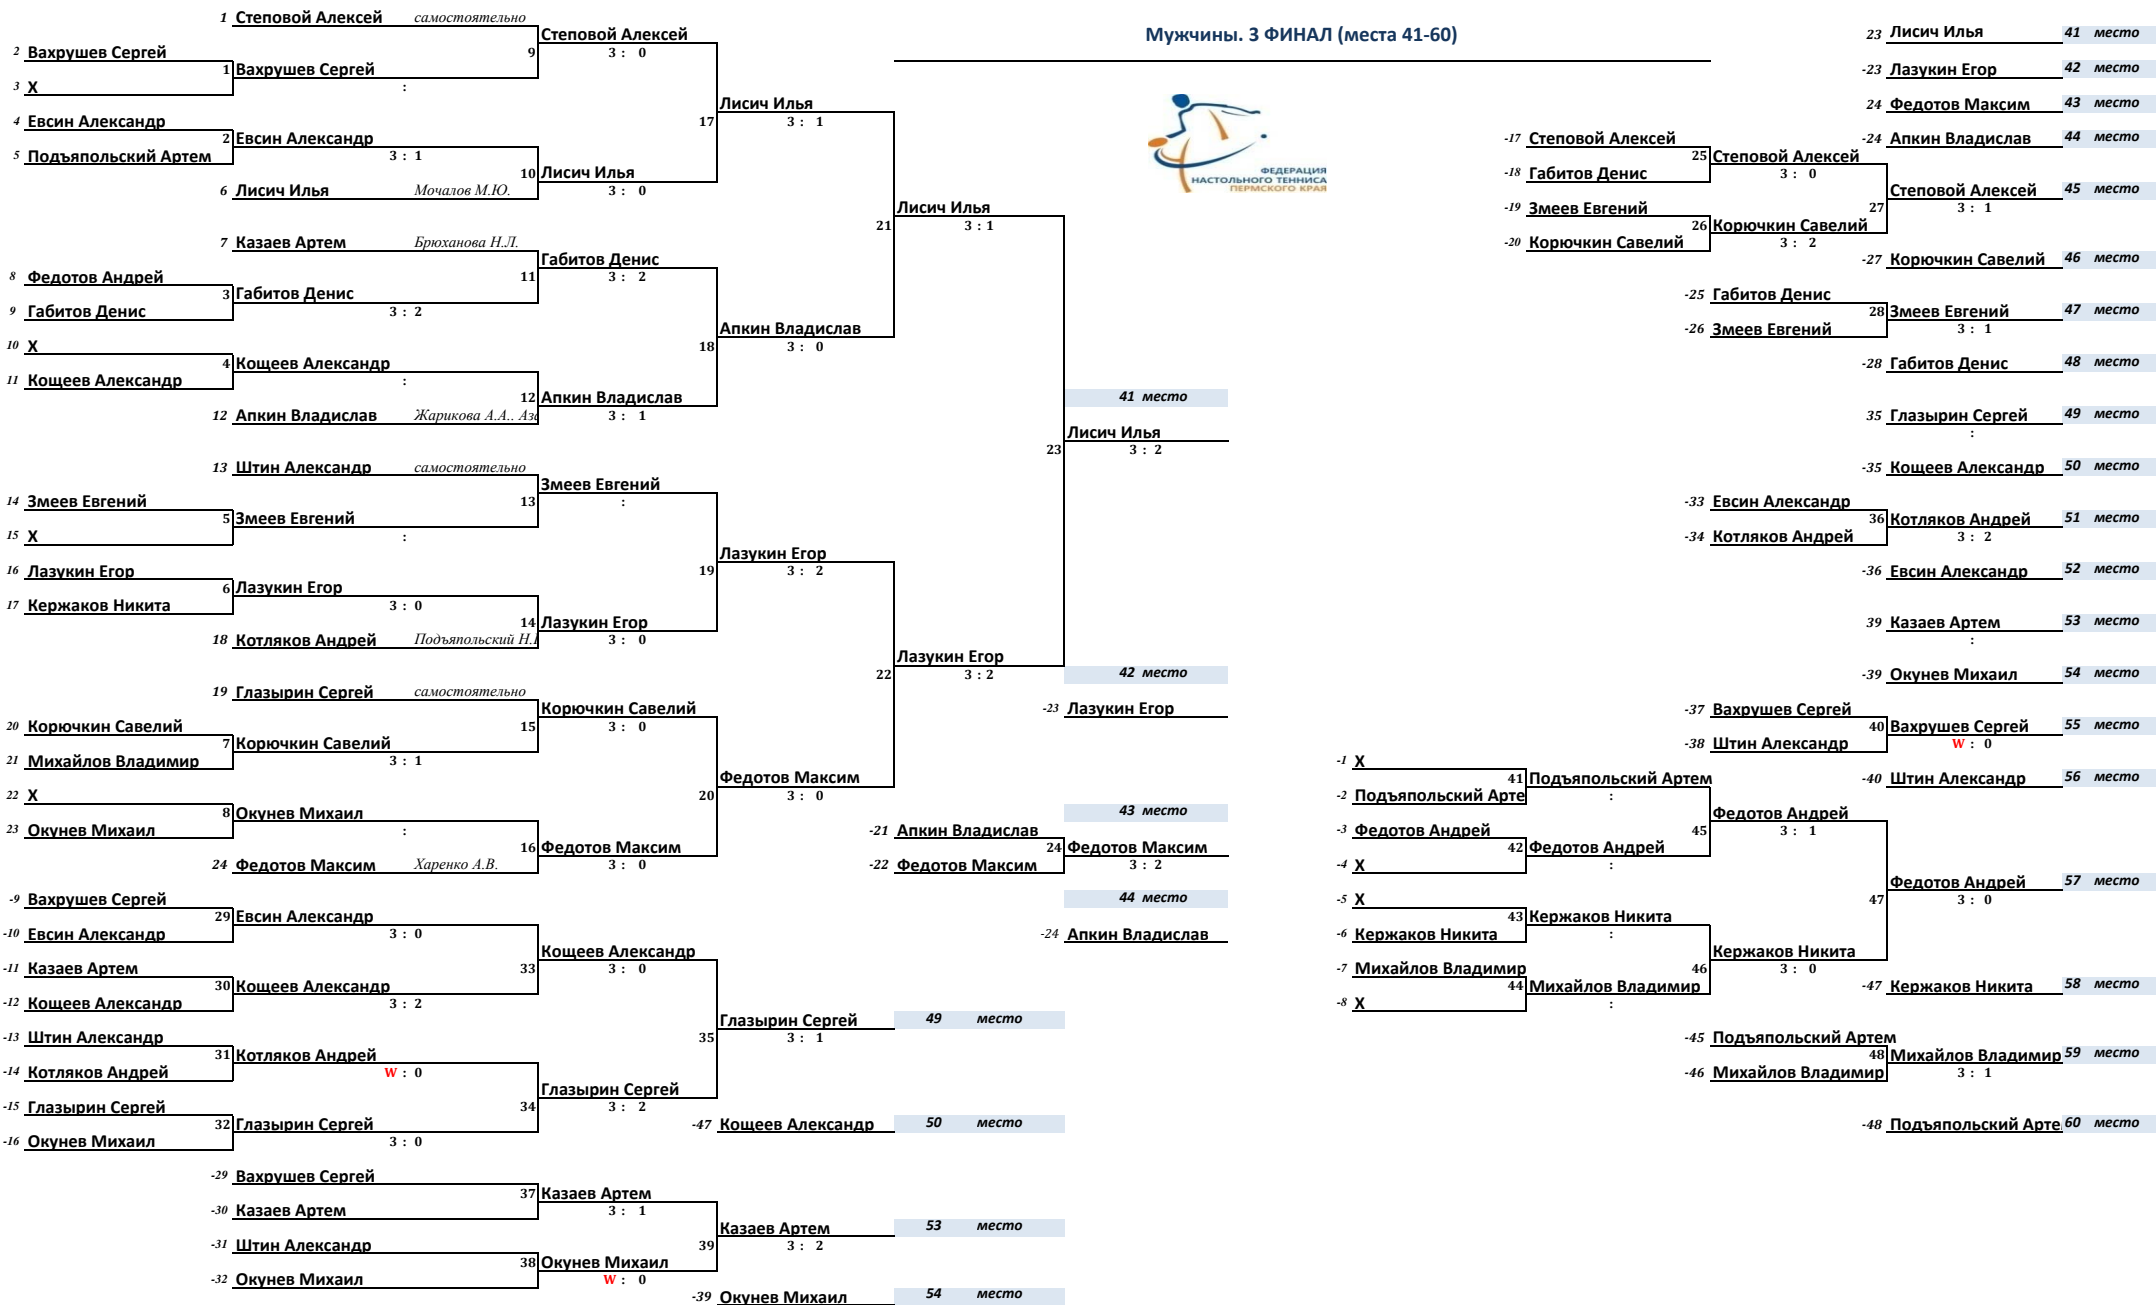 Мужчины. 3 ФИНАЛ (места 41-60)
ФЕДЕРАЦИЯ
НАСТОЛЬНОГО ТЕННИСА
ПЕРМСКОГО КРАЯ
1 Степовой Алексей самостоятельно
Степовой Алексей
2 Вахрушев Сергей
9 3 : 0
1 Вахрушев Сергей
3 X
:
Лисич Илья
4 Евсин Александр
17 3 : 1
2 Евсин Александр
5 Подъяпольский Артем
3 : 1
10 Лисич Илья
6 Лисич Илья Мочалов М.Ю.
3 : 0
Лисич Илья
21 3 : 1
7 Казаев Артем Брюханова Н.Л.
Габитов Денис
8 Федотов Андрей
11 3 : 2
3 Габитов Денис
9 Габитов Денис
3 : 2
Апкин Владислав
10 X
18 3 : 0
4 Кощеев Александр
11 Кощеев Александр
:
12 Апкин Владислав
12 Апкин Владислав Жарикова А.А.. Аза
3 : 1
41 место
Лисич Илья
23 3 : 2
13 Штин Александр самостоятельно
Змеев Евгений
14 Змеев Евгений
13 :
5 Змеев Евгений
15 X
:
Лазукин Егор
16 Лазукин Егор
19 3 : 2
6 Лазукин Егор
17 Кержаков Никита
3 : 0
14 Лазукин Егор
18 Котляков Андрей Подъяпольский Н.
3 : 0
Лазукин Егор
22 3 : 2
42 место
-23 Лазукин Егор
19 Глазырин Сергей самостоятельно
Корючкин Савелий
20 Корючкин Савелий
15 3 : 0
7 Корючкин Савелий
21 Михайлов Владимир
3 : 1
Федотов Максим
22 X
20 3 : 0
8 Окунев Михаил
23 Окунев Михаил
:
16 Федотов Максим
24 Федотов Максим Харенко А.В.
3 : 0
43 место
-21 Апкин Владислав
24 Федотов Максим
-22 Федотов Максим
3 : 2
44 место
-24 Апкин Владислав
-9 Вахрушев Сергей
29 Евсин Александр
-10 Евсин Александр
3 : 0
Кощеев Александр
-11 Казаев Артем
33 3 : 0
30 Кощеев Александр
-12 Кощеев Александр
3 : 2
Глазырин Сергей 49 место
-13 Штин Александр
35 3 : 1
31 Котляков Андрей
-14 Котляков Андрей
W : 0
Глазырин Сергей
-15 Глазырин Сергей
34 3 : 2
32 Глазырин Сергей
-47 Кощеев Александр 50 место
-16 Окунев Михаил
3 : 0
-29 Вахрушев Сергей
37 Казаев Артем
-30 Казаев Артем
3 : 1
Казаев Артем 53 место
-31 Штин Александр
39 3 : 2
38 Окунев Михаил
-32 Окунев Михаил
W : 0
-39 Окунев Михаил 54 место
23 Лисич Илья 41 место
-23 Лазукин Егор 42 место
24 Федотов Максим 43 место
-24 Апкин Владислав 44 место
-17 Степовой Алексей
25 Степовой Алексей
-18 Габитов Денис
3 : 0
Степовой Алексей 45 место
-19 Змеев Евгений
27 3 : 1
26 Корючкин Савелий
-20 Корючкин Савелий
3 : 2
-27 Корючкин Савелий 46 место
-25 Габитов Денис
28 Змеев Евгений 47 место
-26 Змеев Евгений
3 : 1
-28 Габитов Денис 48 место
35 Глазырин Сергей 49 место
:
-35 Кощеев Александр 50 место
-33 Евсин Александр
36 Котляков Андрей 51 место
-34 Котляков Андрей
3 : 2
-36 Евсин Александр 52 место
39 Казаев Артем 53 место
:
-39 Окунев Михаил 54 место
-37 Вахрушев Сергей
40 Вахрушев Сергей 55 место
-38 Штин Александр
W : 0
-40 Штин Александр 56 место
-1 X
41 Подъяпольский Артем
-2 Подъяпольский Арте
:
Федотов Андрей
-3 Федотов Андрей
45 3 : 1
42 Федотов Андрей
-4 X
:
Федотов Андрей 57 место
47 3 : 0
-5 X
43 Кержаков Никита
-6 Кержаков Никита
:
Кержаков Никита
-7 Михайлов Владимир
46 3 : 0
44 Михайлов Владимир
-8 X
:
-47 Кержаков Никита 58 место
-45 Подъяпольский Артем
48 Михайлов Владимир 59 место
-46 Михайлов Владимир
3 : 1
-48 Подъяпольский Арте 60 место